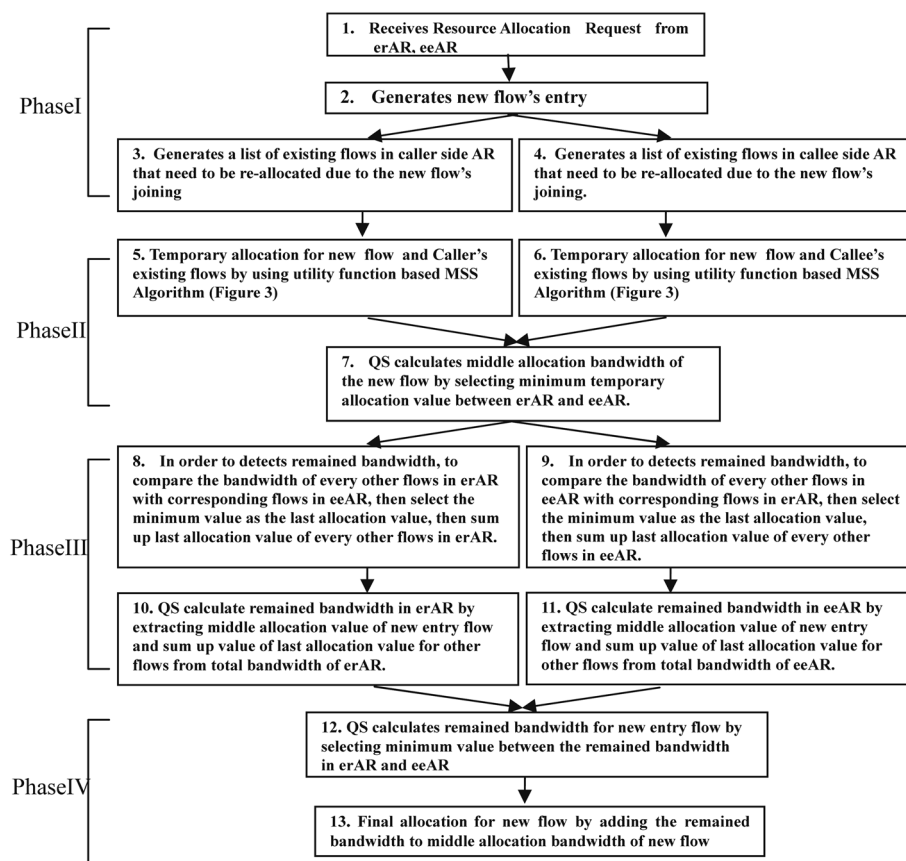 PhaseI
1. Receives Resource Allocation Request from
erAR, eeAR
2. Generates new flow's entry
3. Generates a list of existing flows in caller side AR
that need to be re-allocated due to the new flow's
joining
4. Generates a list of existing flows in callee side AR
that need to be re-allocated due to the new flow's
joining.
PhaseII
5. Temporary allocation for new flow and Caller's
existing flows by using utility function based MSS
Algorithm (Figure 3)
6. Temporary allocation for new flow and Callee's
existing flows by using utility function based MSS
Algorithm (Figure 3)
7. QS calculates middle allocation bandwidth of
the new flow by selecting minimum temporary
allocation value between erAR and eeAR.
PhaseIII
8. In order to detects remained bandwidth, to
compare the bandwidth of every other flows in erAR
with corresponding flows in eeAR, then select the
minimum value as the last allocation value, then sum
up last allocation value of every other flows in erAR.
9. In order to detects remained bandwidth, to
compare the bandwidth of every other flows in
eeAR with corresponding flows in erAR, then select
the minimum value as the last allocation value,
then sum up last allocation value of every other
flows in eeAR.
10. QS calculate remained bandwidth in erAR by
extracting middle allocation value of new entry flow
and sum up value of last allocation value for other
flows from total bandwidth of erAR.
11. QS calculate remained bandwidth in eeAR by
extracting middle allocation value of new entry
flow and sum up value of last allocation value for
other flows from total bandwidth of eeAR.
PhaseIV
12. QS calculates remained bandwidth for new entry flow by
selecting minimum value between the remained bandwidth
in erAR and eeAR
13. Final allocation for new flow by adding the remained
bandwidth to middle allocation bandwidth of new flow